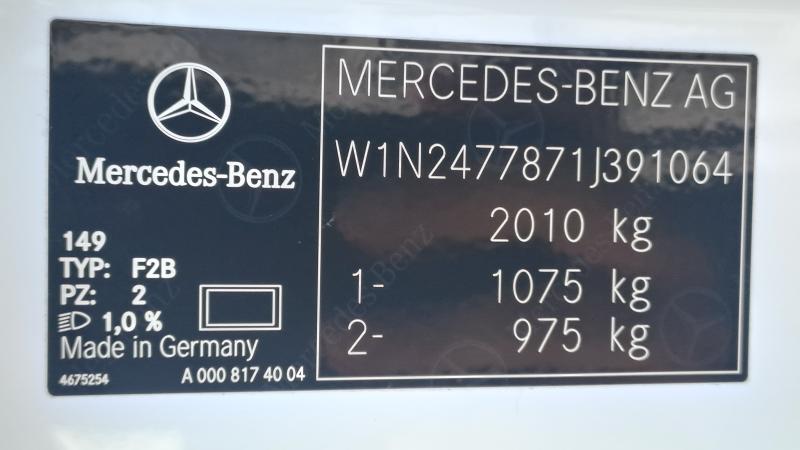 Mercedes-Benz
149
TYP: F2B
PZ: 2
1,0 %
Made in Germany
4675254 A 000 817 40 04
MERCEDES-BENZ AG
W1N2477871J391064
2010 kg
1- 1075 kg
2- 975 kg